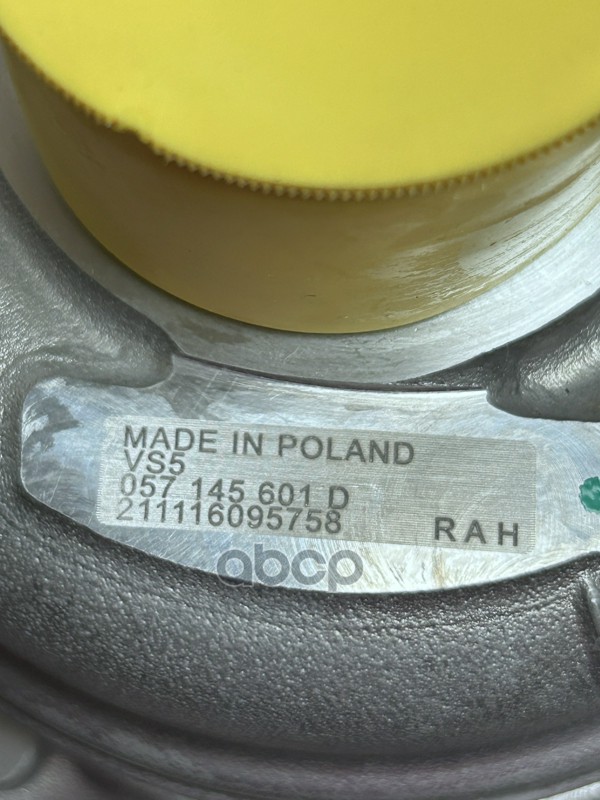 MADE IN POLAND
VS5
057 145 601 D
211116095758
RAH
abcp